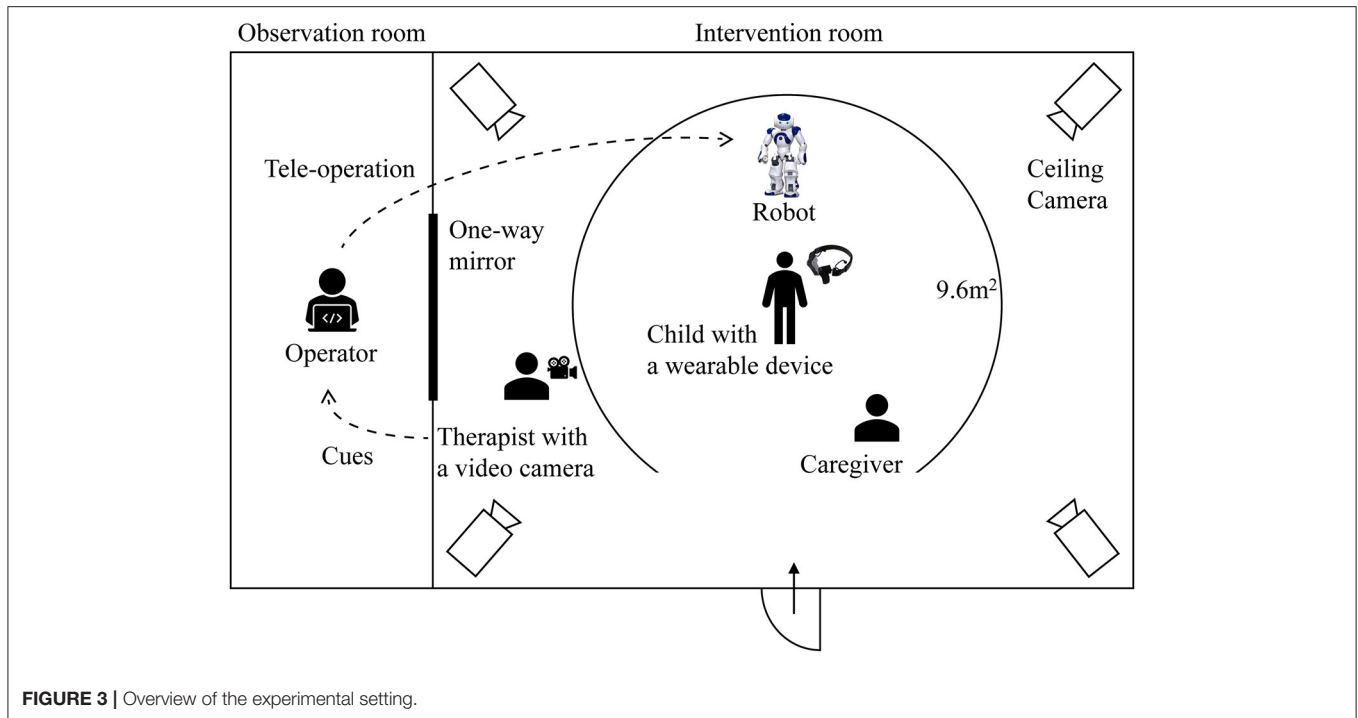 Observation room
Intervention room
Tele-operation
One-way
mirror
Robot
Ceiling
Camera
9.6m²
</>
Operator
Child with
a wearable device
Cues
Therapist with
a video camera
Caregiver
FIGURE 3 | Overview of the experimental setting.